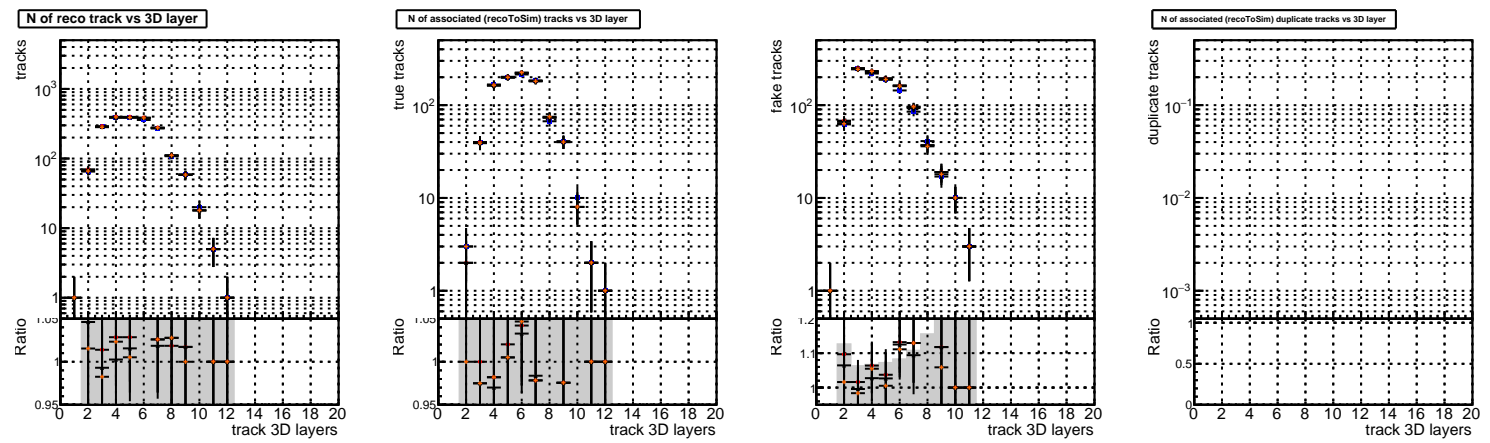 N of reco track vs 3D layer
tracks
10³
10²
10
1
Ratio
1.05
1
0.95
0 2 4 6 8 10 12 14 16 18 20
track 3D layers
N of associated (recoToSim) tracks vs 3D layer
true tracks
10²
10
1
Ratio
1.05
1
0.95
0 2 4 6 8 10 12 14 16 18 20
track 3D layers
fake tracks
10²
10
1
Ratio
1.2
1.1
1
0 2 4 6 8 10 12 14 16 18 20
track 3D layers
N of associated (recoToSim) duplicate tracks vs 3D layer
duplicate tracks
10⁻¹
10⁻²
10⁻³
Ratio
1
0.5
0
0 2 4 6 8 10 12 14 16 18 20
track 3D layers